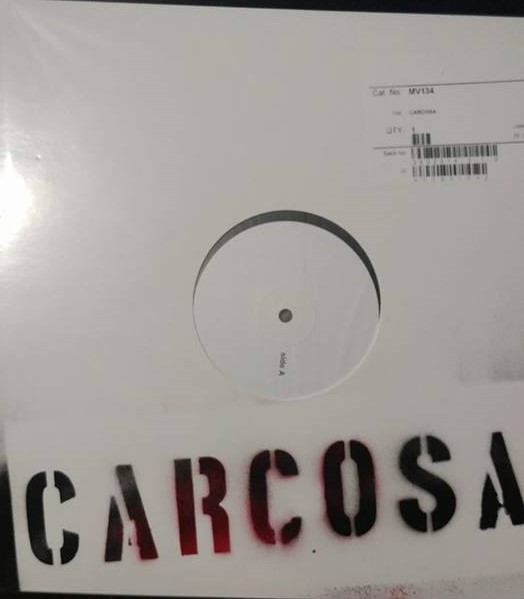 Cat No. MV134
CARCOSA
QTY 1
side A
CARCOSA